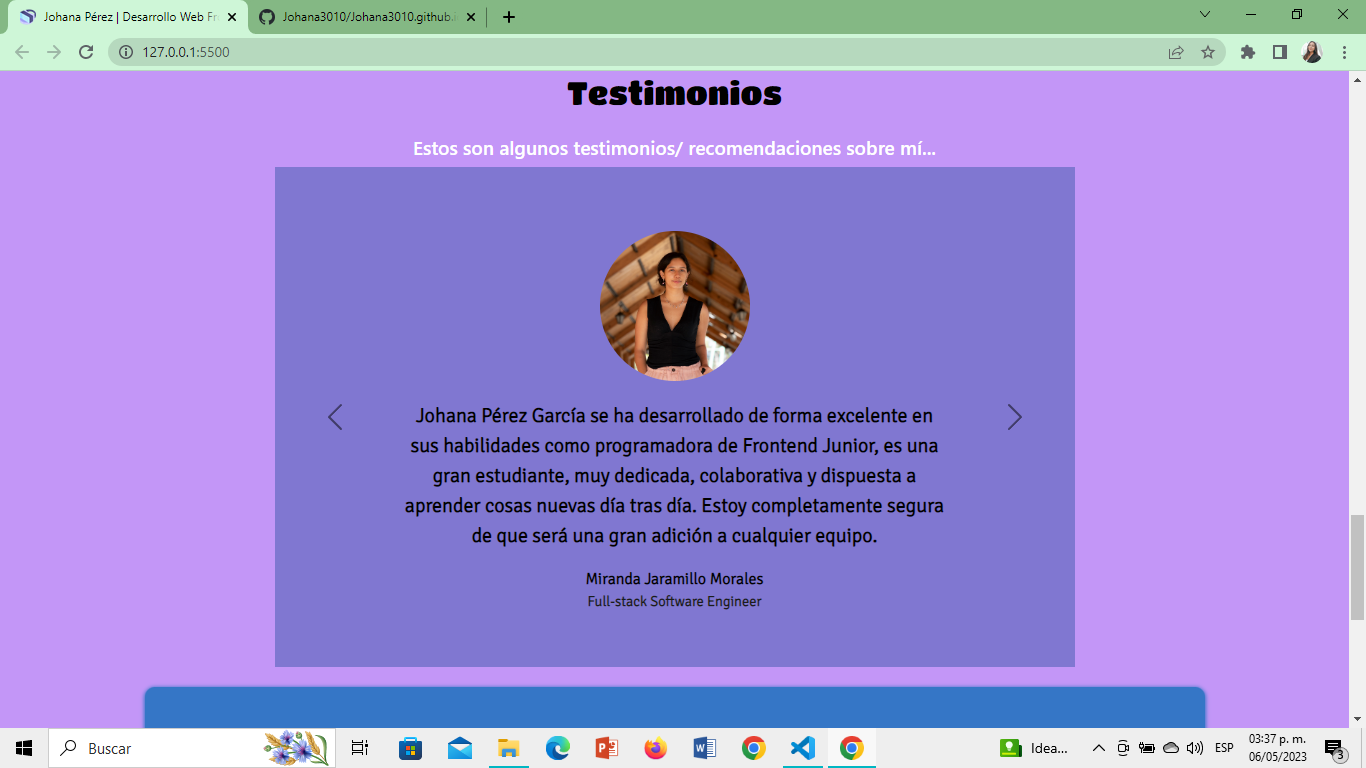 Johana Pérez | Desarrollo Web Fr
Johana3010/Johana3010.github.i
127.0.0.1:5500
Testimonios
Estos son algunos testimonios/ recomendaciones sobre mí...
Johana Pérez García se ha desarrollado de forma excelente en
sus habilidades como programadora de Frontend Junior, es una
gran estudiante, muy dedicada, colaborativa y dispuesta a
aprender cosas nuevas día tras día. Estoy completamente segura
de que será una gran adición a cualquier equipo.
Miranda Jaramillo Morales
Full-stack Software Engineer
Buscar
Idea...
ESP
03:37 p. m.
06/05/2023
3